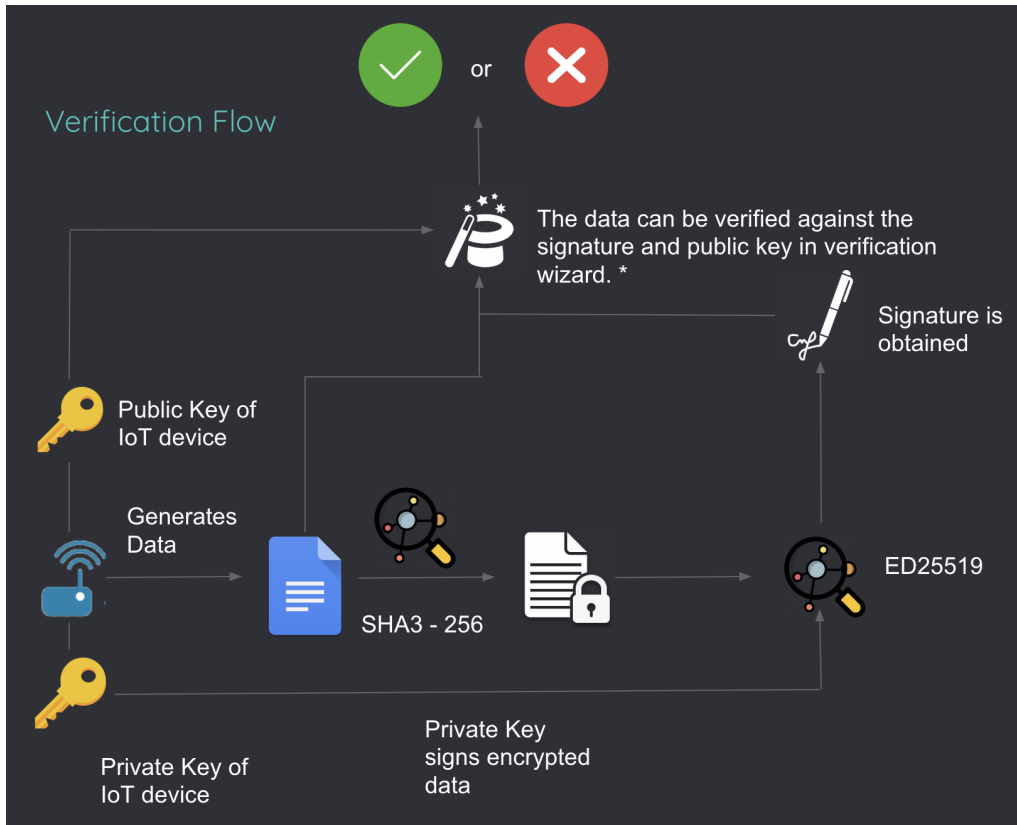 or
Verification Flow
The data can be verified against the
signature and public key in verification
wizard. *
Signature is
obtained
Public Key of
IoT device
Generates
Data
ED25519
SHA3 - 256
Private Key
signs encrypted
data
Private Key of
IoT device